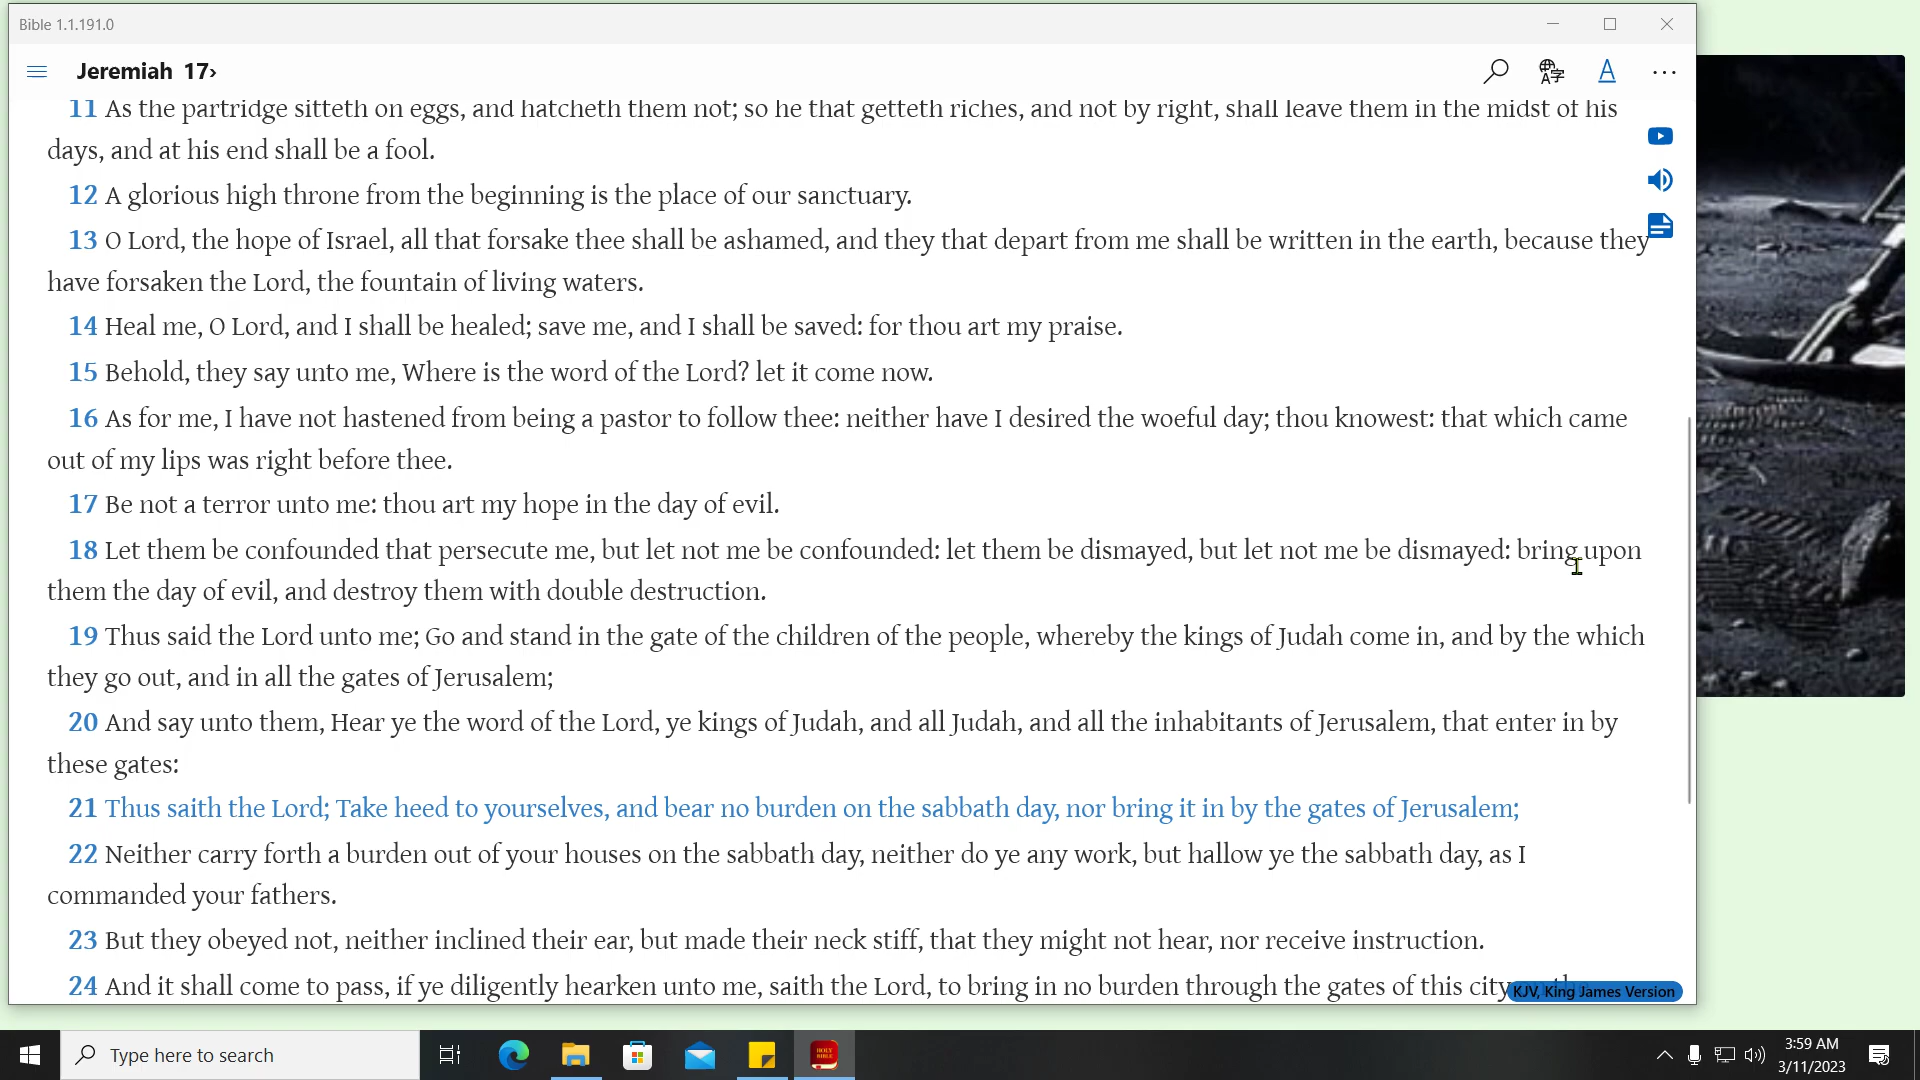 Bible 1.1.191.0
Jeremiah 17›
11 As the partridge sitteth on eggs, and hatcheth them not; so he that getteth riches, and not by right, shall leave them in the midst of his
days, and at his end shall be a fool.
12 A glorious high throne from the beginning is the place of our sanctuary.
13 O Lord, the hope of Israel, all that forsake thee shall be ashamed, and they that depart from me shall be written in the earth, because they
have forsaken the Lord, the fountain of living waters.
14 Heal me, O Lord, and I shall be healed; save me, and I shall be saved: for thou art my praise.
15 Behold, they say unto me, Where is the word of the Lord? let it come now.
16 As for me, I have not hastened from being a pastor to follow thee: neither have I desired the woeful day; thou knowest: that which came
out of my lips was right before thee.
17 Be not a terror unto me: thou art my hope in the day of evil.
18 Let them be confounded that persecute me, but let not me be confounded: let them be dismayed, but let not me be dismayed: bring upon
them the day of evil, and destroy them with double destruction.
19 Thus said the Lord unto me; Go and stand in the gate of the children of the people, whereby the kings of Judah come in, and by the which
they go out, and in all the gates of Jerusalem;
20 And say unto them, Hear ye the word of the Lord, ye kings of Judah, and all Judah, and all the inhabitants of Jerusalem, that enter in by
these gates:
21 Thus saith the Lord; Take heed to yourselves, and bear no burden on the sabbath day, nor bring it in by the gates of Jerusalem;
22 Neither carry forth a burden out of your houses on the sabbath day, neither do ye any work, but hallow ye the sabbath day, as I
commanded your fathers.
23 But they obeyed not, neither inclined their ear, but made their neck stiff, that they might not hear, nor receive instruction.
24 And it shall come to pass, if ye diligently hearken unto me, saith the Lord, to bring in no burden through the gates of this city
KJV, King James Version
Type here to search
HOLY BIBLE
3:59 AM
3/11/2023